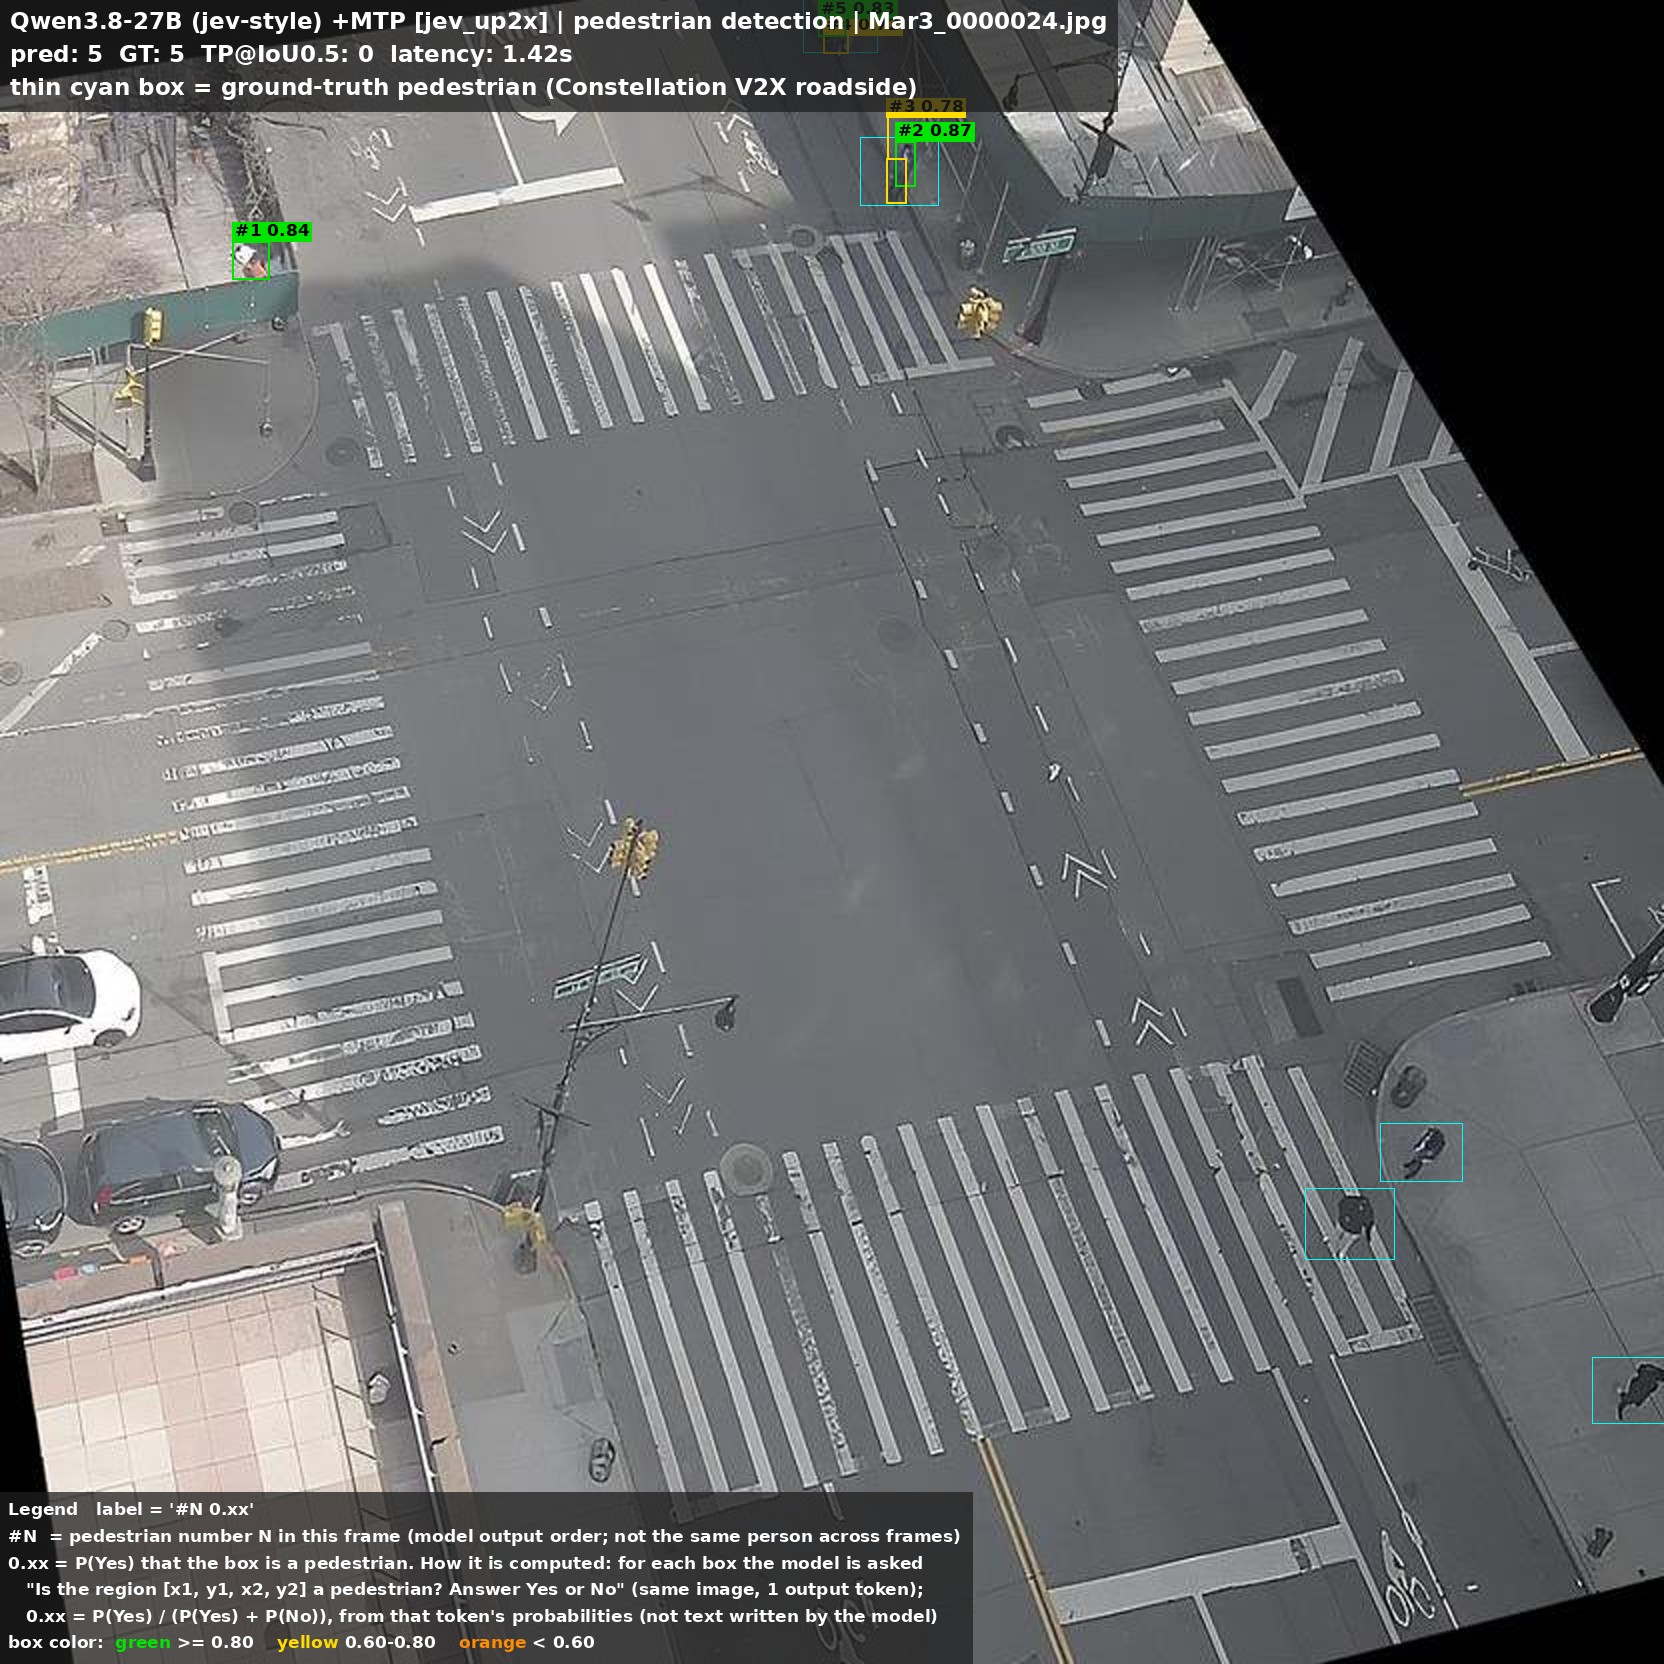 Qwen3.8-27B (jev-style) +MTP [jev_up2x] | pedestrian detection | Mar3_0000024.jpg
pred: 5  GT: 5  TP@IoU0.5: 0  latency: 1.42s
thin cyan box = ground-truth pedestrian (Constellation V2X roadside)
#5 0.83
#3 0.78
#2 0.87
#1 0.84
Legend   label = '#N 0.xx'
#N  = pedestrian number N in this frame (model output order; not the same person across frames)
0.xx = P(Yes) that the box is a pedestrian. How it is computed: for each box the model is asked
"Is the region [x1, y1, x2, y2] a pedestrian? Answer Yes or No" (same image, 1 output token);
0.xx = P(Yes) / (P(Yes) + P(No)), from that token's probabilities (not text written by the model)
box color:  green >= 0.80    yellow 0.60-0.80    orange < 0.60